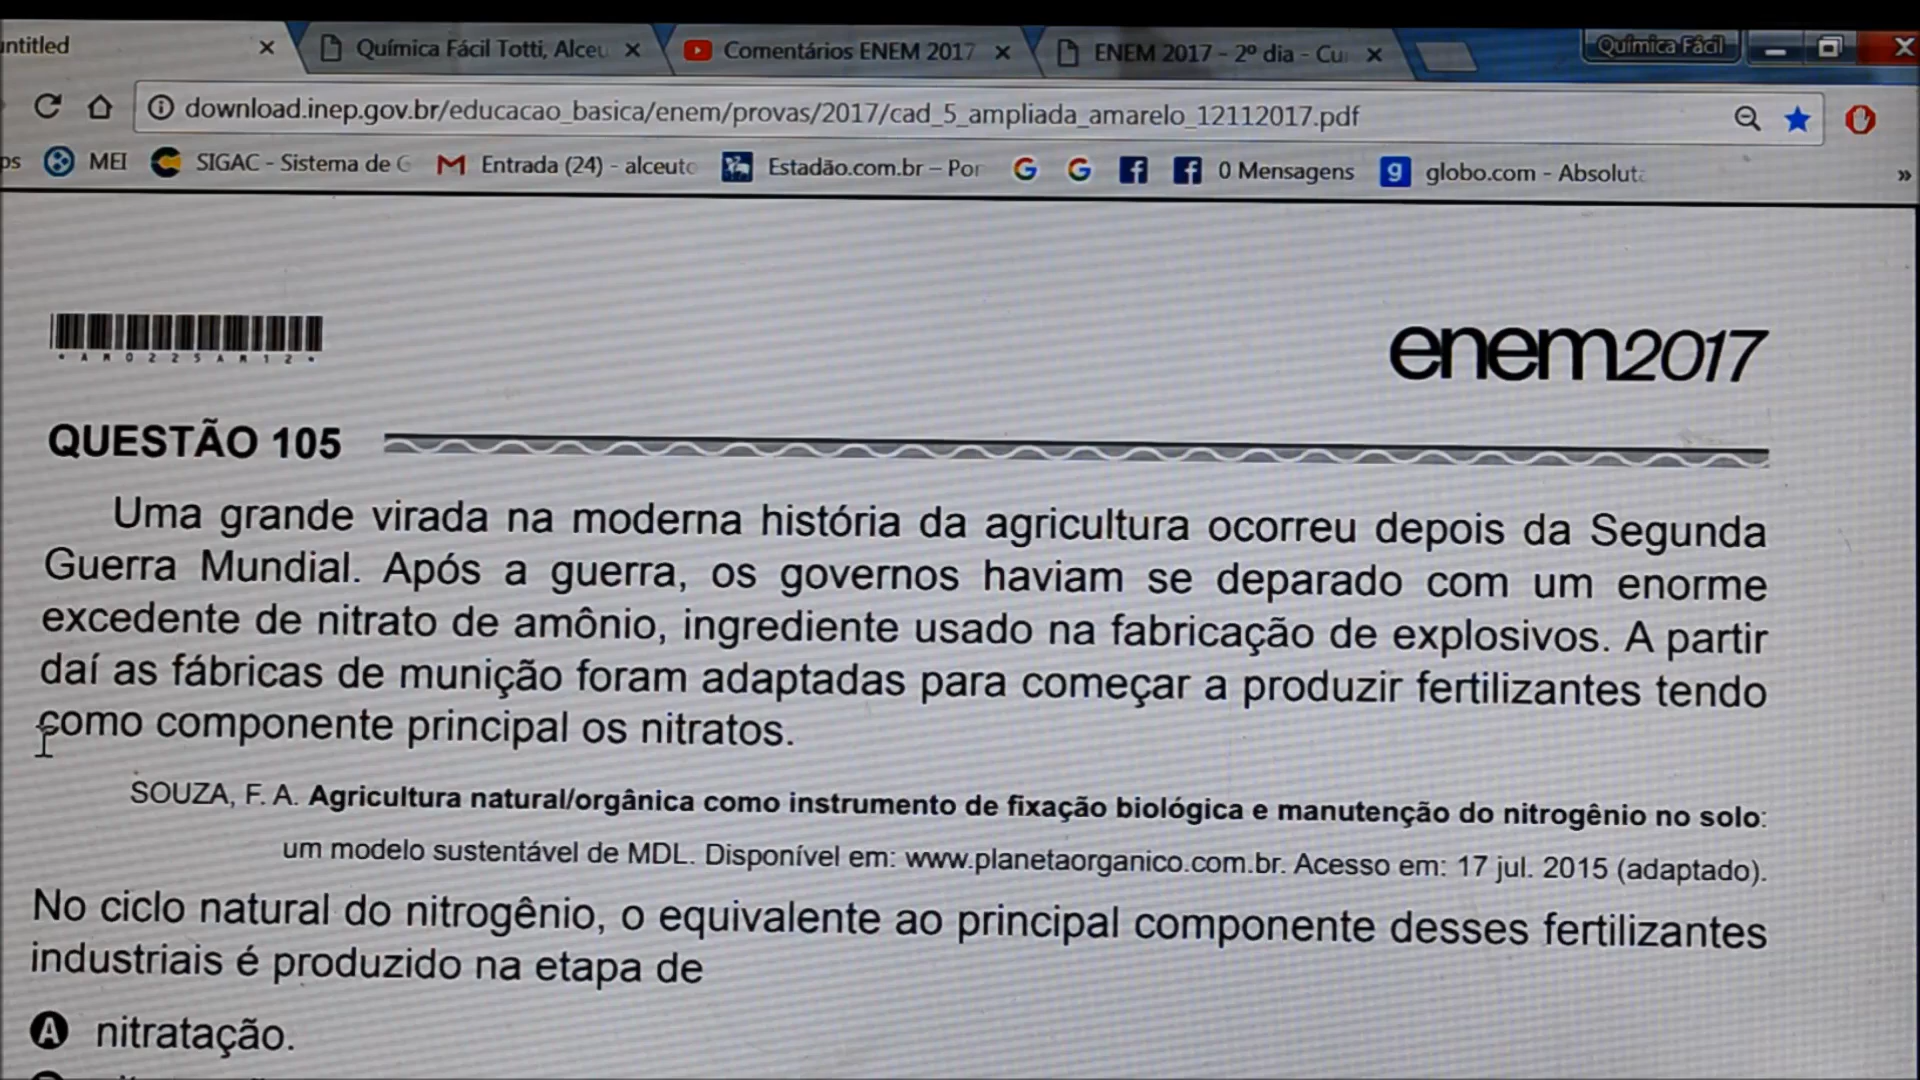 untitled
Química Fácil Totti, Alceu
Comentários ENEM 2017
ENEM 2017 - 2º dia - Cu
Química Fácil
download.inep.gov.br/educacao_basica/enem/provas/2017/cad_5_ampliada_amarelo_12112017.pdf
ps MEI SIGAC - Sistema de G Entrada (24) - alceuto Estadão.com.br – Por 0 Mensagens globo.com - Absoluta »
*AM0225AM12*
enem2017
QUESTÃO 105
Uma grande virada na moderna história da agricultura ocorreu depois da Segunda
Guerra Mundial. Após a guerra, os governos haviam se deparado com um enorme
excedente de nitrato de amônio, ingrediente usado na fabricação de explosivos. A partir
daí as fábricas de munição foram adaptadas para começar a produzir fertilizantes tendo
como componente principal os nitratos.
SOUZA, F. A. Agricultura natural/orgânica como instrumento de fixação biológica e manutenção do nitrogênio no solo:
um modelo sustentável de MDL. Disponível em: www.planetaorganico.com.br. Acesso em: 17 jul. 2015 (adaptado).
No ciclo natural do nitrogênio, o equivalente ao principal componente desses fertilizantes
industriais é produzido na etapa de
A nitratação.